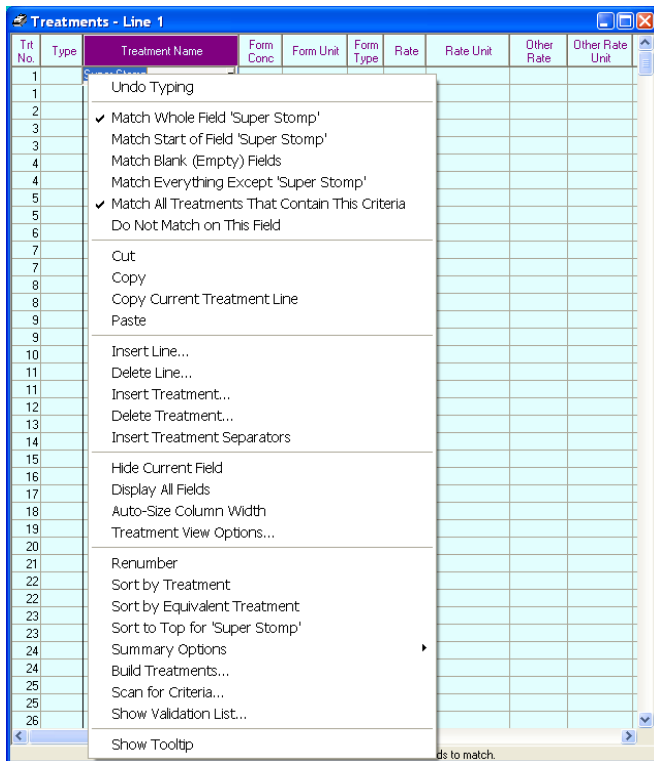 Treatments - Line 1
Trt No. Type Treatment Name Form Conc Form Unit Form Type Rate Rate Unit Other Rate Other Rate Unit
1 Super Stomp
1
2
3
3
4
4
5
5
6
7
7
8
8
9
9
10
11
11
12
13
14
15
16
17
18
19
20
21
22
22
23
23
24
24
25
25
26
Undo Typing
Match Whole Field 'Super Stomp'
Match Start of Field 'Super Stomp'
Match Blank (Empty) Fields
Match Everything Except 'Super Stomp'
Match All Treatments That Contain This Criteria
Do Not Match on This Field
Cut
Copy
Copy Current Treatment Line
Paste
Insert Line...
Delete Line...
Insert Treatment...
Delete Treatment...
Insert Treatment Separators
Hide Current Field
Display All Fields
Auto-Size Column Width
Treatment View Options...
Renumber
Sort by Treatment
Sort by Equivalent Treatment
Sort to Top for 'Super Stomp'
Summary Options
Build Treatments...
Scan for Criteria...
Show Validation List...
Show Tooltip
ds to match.